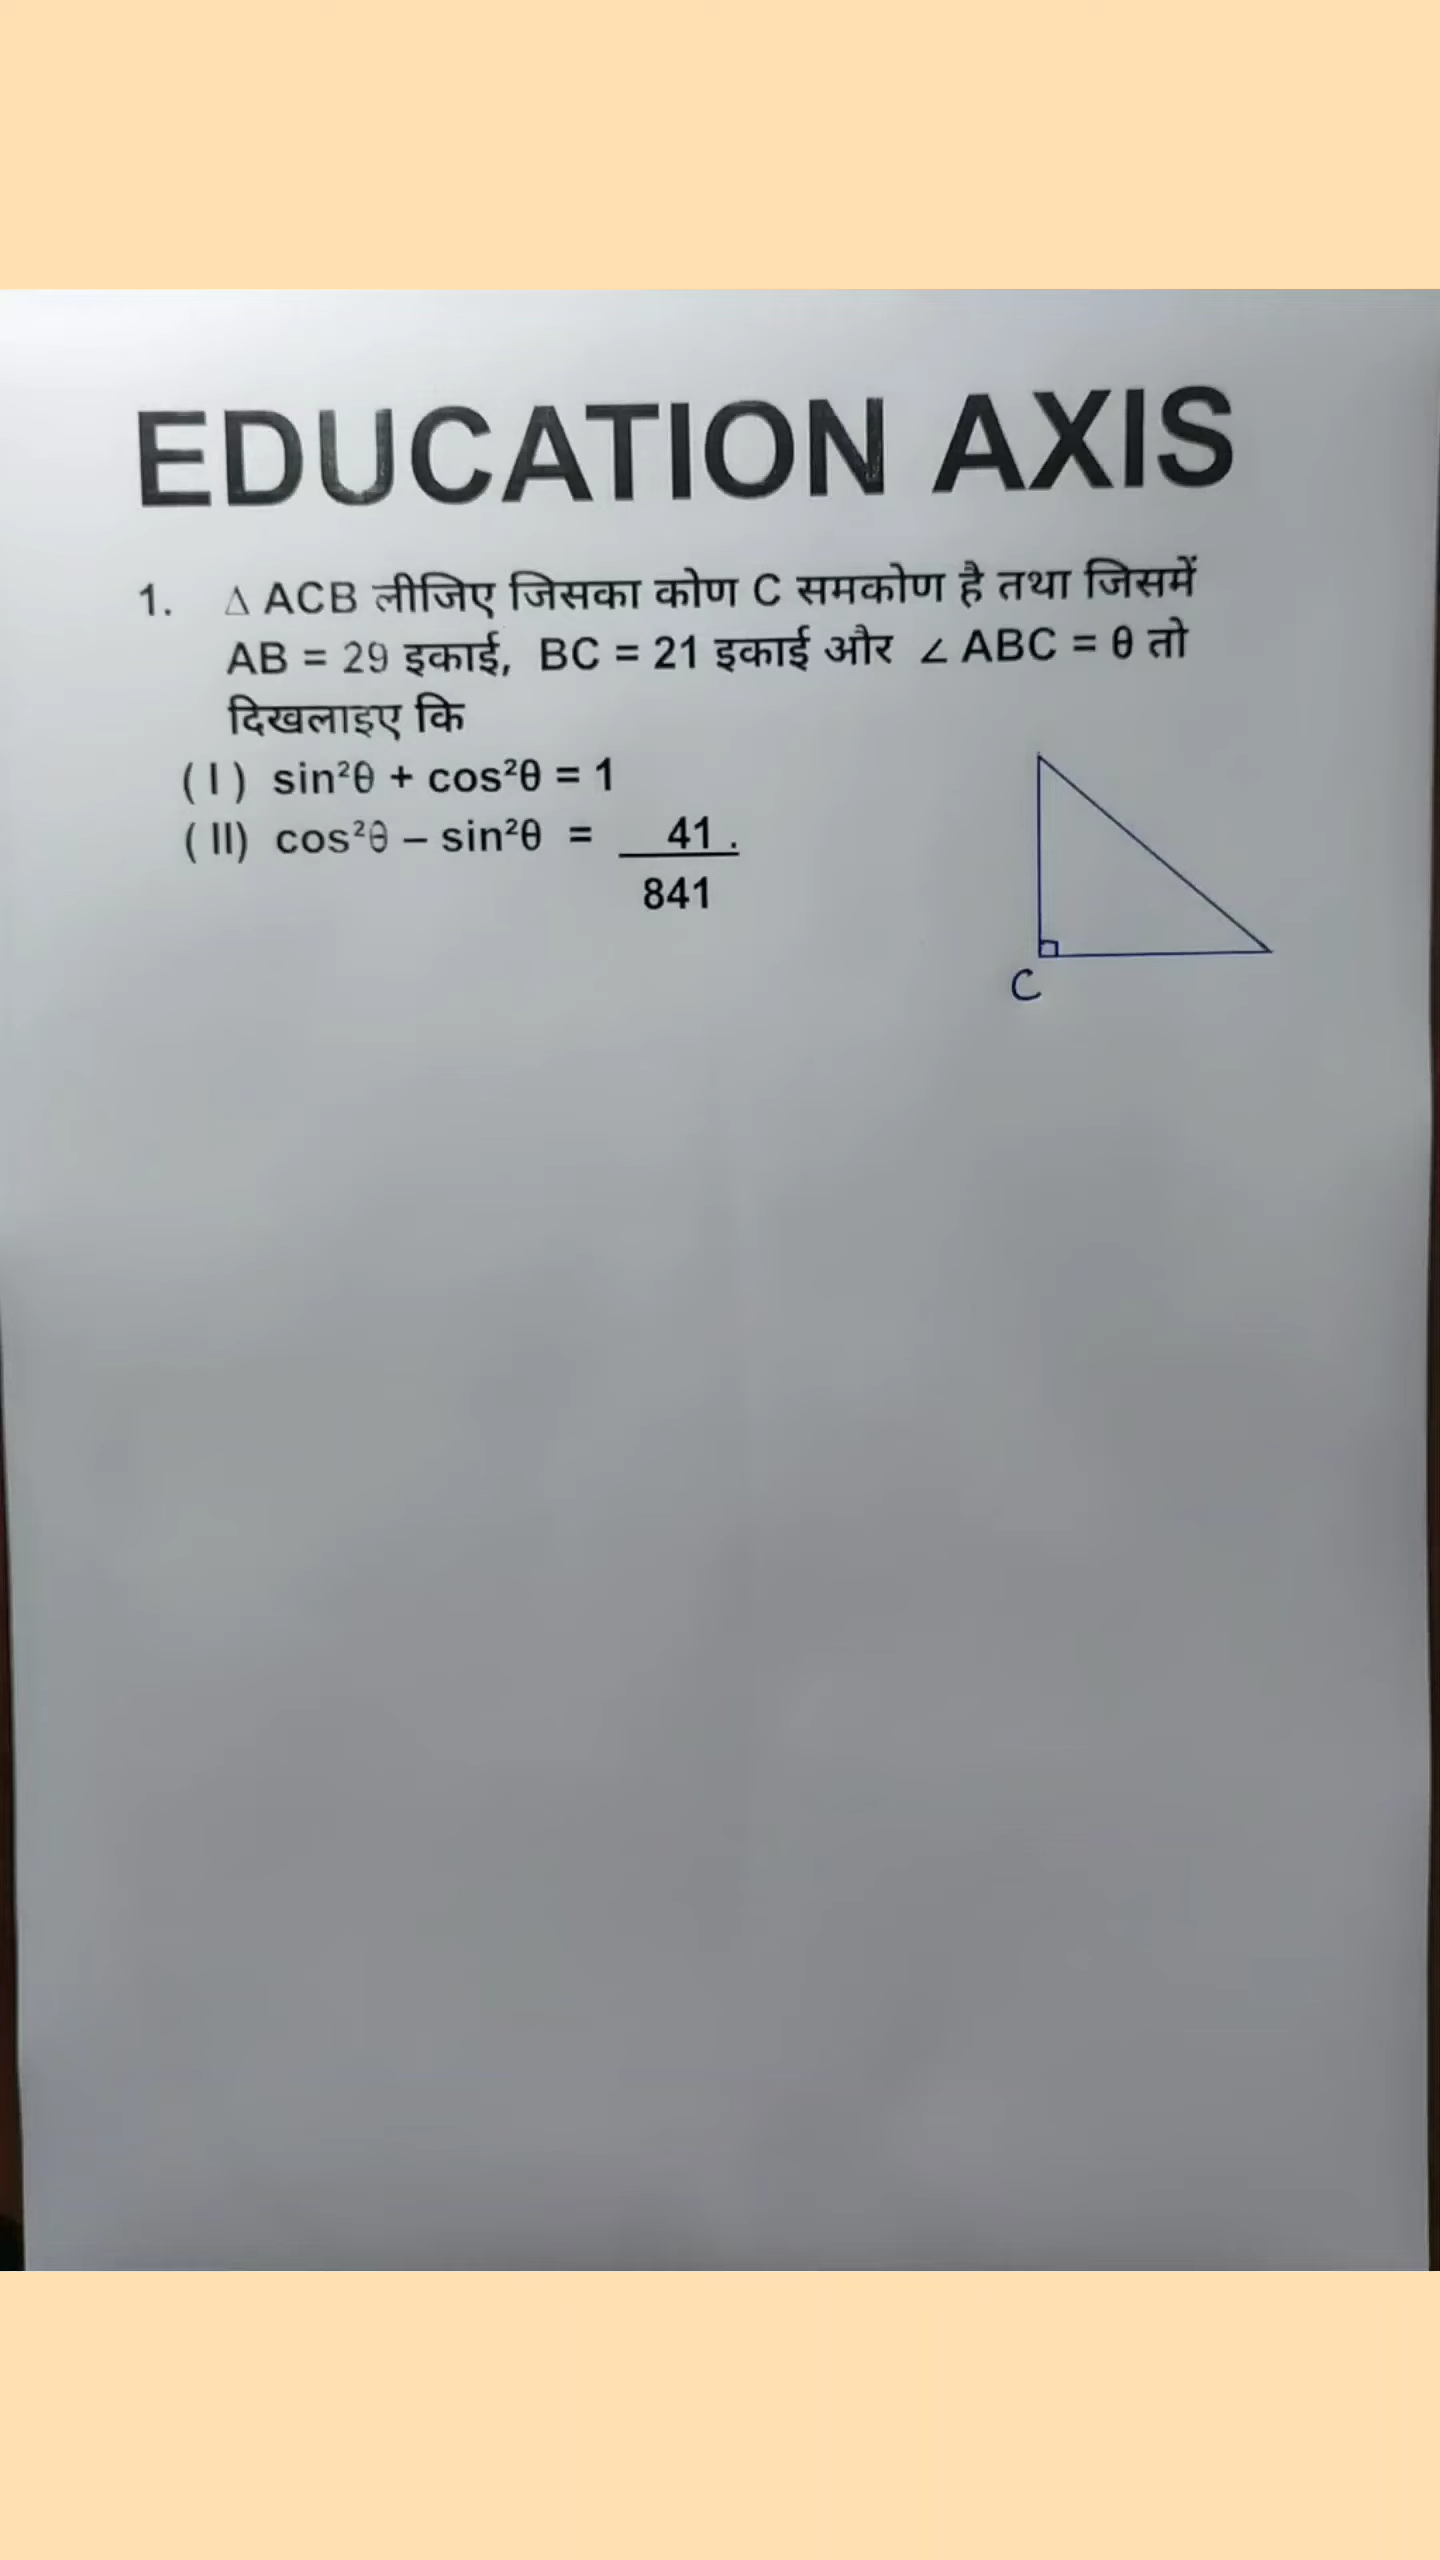 EDUCATION AXIS
1. Δ ACB लीजिए जिसका कोण C समकोण है तथा जिसमें
AB = 29 इकाई, BC = 21 इकाई और ∠ ABC = θ तो
दिखलाइए कि
( I ) sin²θ + cos²θ = 1
( II) cos²θ – sin²θ = 41 .
841
C